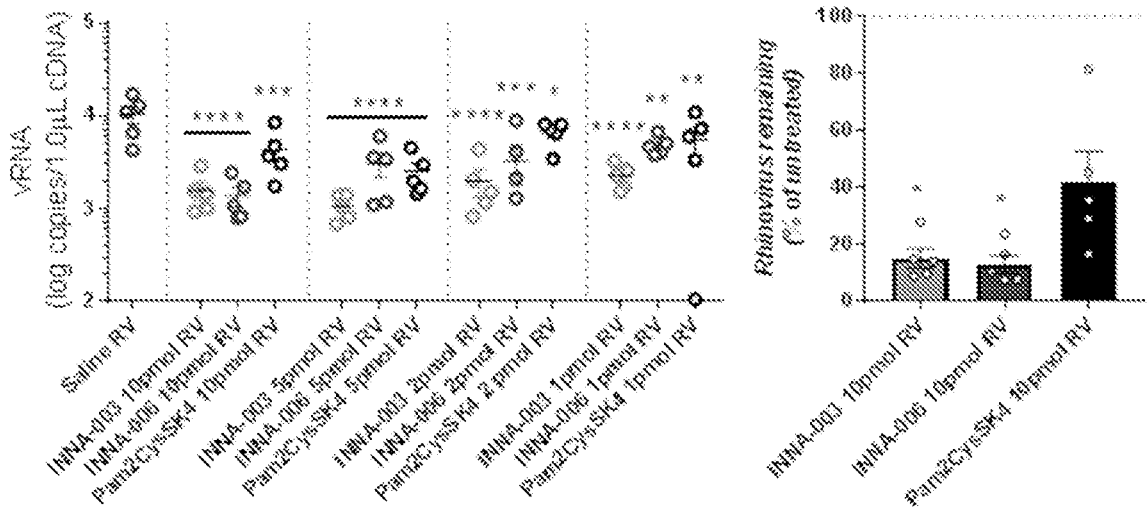 vRNA
(log copies/1.0µL cDNA)
5
4
3
2
****
***
****
****
***
*
****
**
**
Saline RV
INNA-003 10pmol RV
INNA-006 10pmol RV
Pam2CysSK4 10pmol RV
INNA-003 5pmol RV
INNA-006 5pmol RV
Pam2CysSK4 5pmol RV
INNA-003 2pmol RV
INNA-006 2pmol RV
Pam2CysSK4 2pmol RV
INNA-003 1pmol RV
INNA-006 1pmol RV
Pam2CysSK4 1pmol RV
Rhinovirus remaining
(% of untreated)
100
80
60
40
20
0
INNA-003 10pmol RV
INNA-006 10pmol RV
Pam2CysSK4 10pmol RV